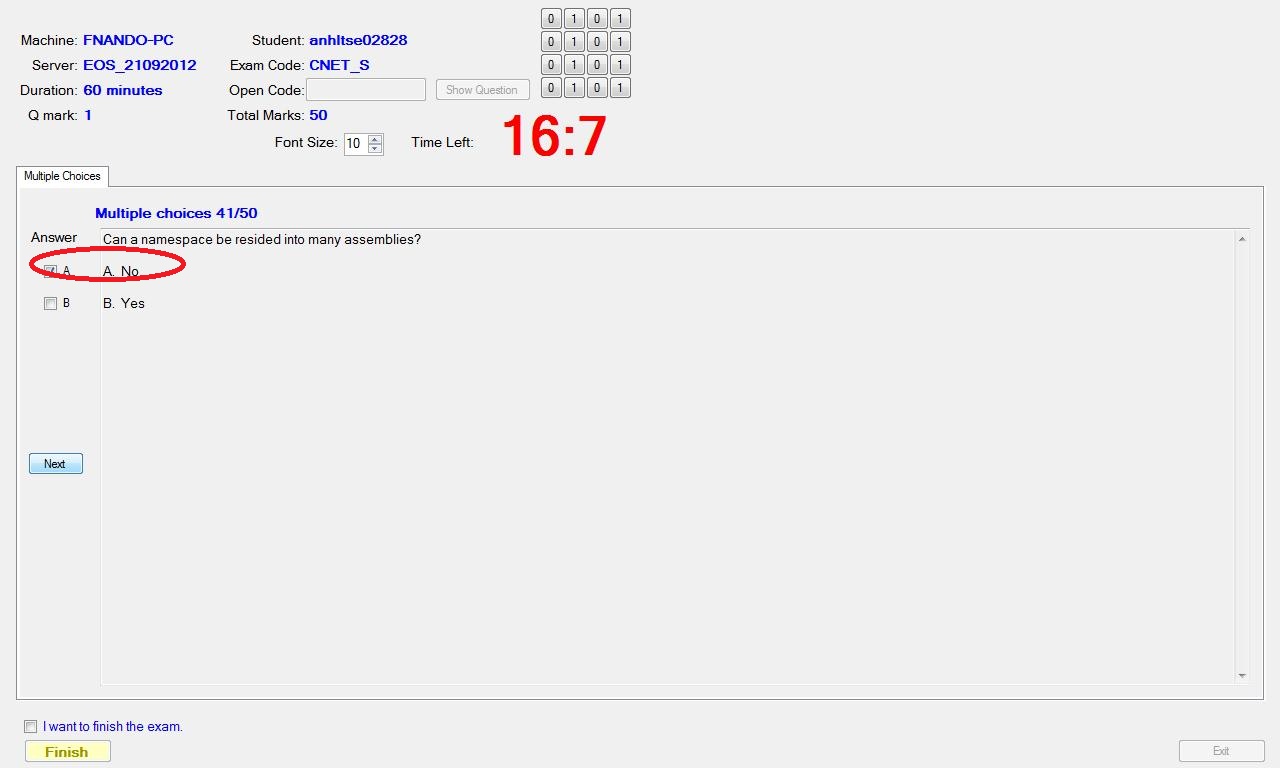 Machine: FNANDO-PC Student: anhltse02828
Server: EOS_21092012 Exam Code: CNET_S
Duration: 60 minutes Open Code: Show Question
Q mark: 1 Total Marks: 50
0 1 0 1
0 1 0 1
0 1 0 1
0 1 0 1
Font Size: 10 Time Left: 16:7
Multiple Choices
Multiple choices 41/50
Answer
Can a namespace be resided into many assemblies?
A A. No
B B. Yes
Next
I want to finish the exam.
Finish
Exit